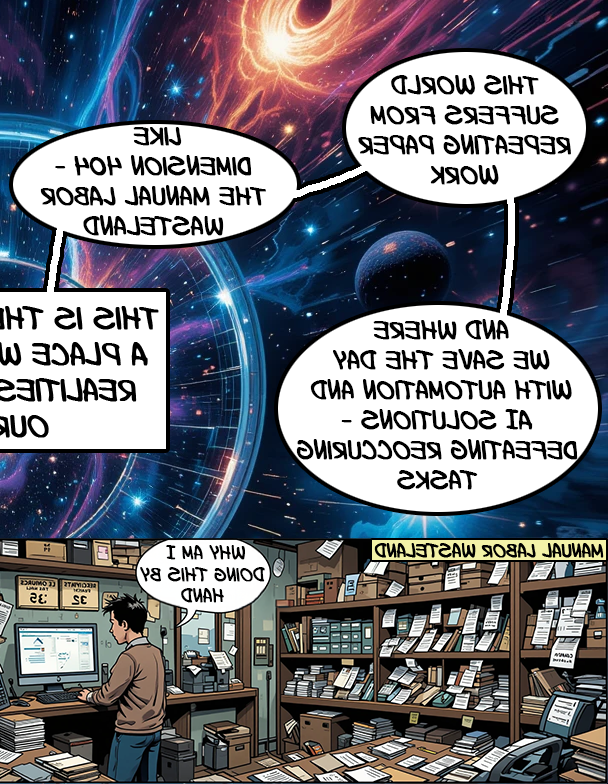 THIS IS TH
A PLACE W
REALITIES
OUR
LIKE
DIMENSION 404 -
THE MANUAL LABOR
WASTELAND
THIS WORLD
SUFFERS FROM
REPEATING PAPER
WORK
AND WHERE
WE SAVE THE DAY
WITH AUTOMATION AND
AI SOLUTIONS -
DEFEATING REOCCURING
TASKS
MANUAL LABOR WASTELAND
WHY AM I
DOING THIS BY
HAND
32
35